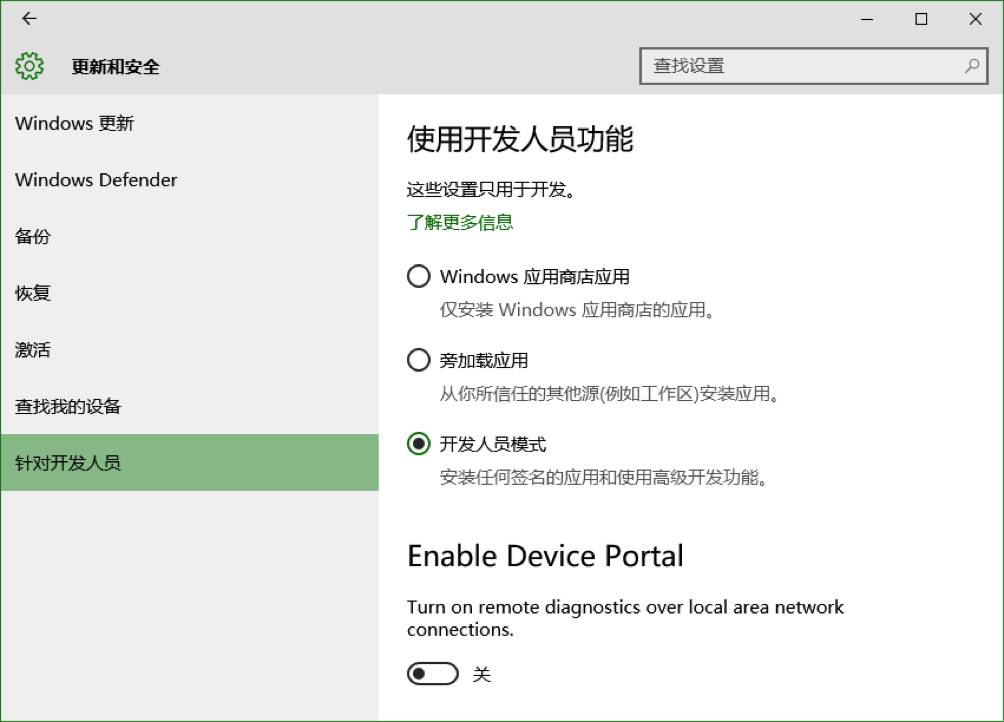 更新和安全
查找设置
Windows 更新
Windows Defender
备份
恢复
激活
查找我的设备
针对开发人员
使用开发人员功能
这些设置只用于开发。
了解更多信息
Windows 应用商店应用
仅安装 Windows 应用商店的应用。
旁加载应用
从你所信任的其他源(例如工作区)安装应用。
开发人员模式
安装任何签名的应用和使用高级开发功能。
Enable Device Portal
Turn on remote diagnostics over local area network
connections.
关